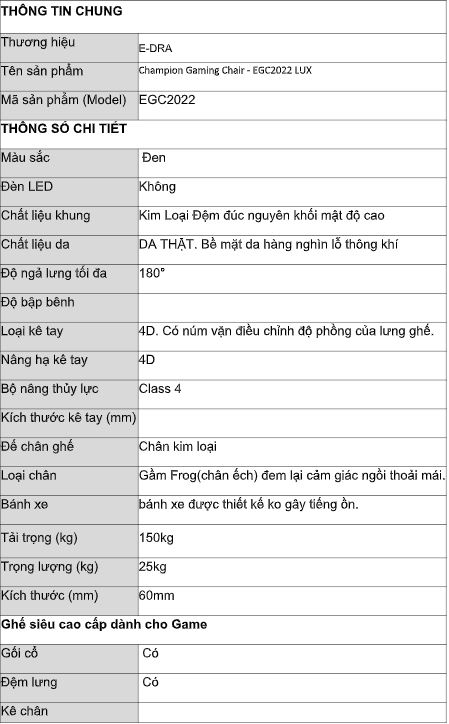 THÔNG TIN CHUNG
Thương hiệu E-DRA
Tên sản phẩm Champion Gaming Chair - EGC2022 LUX
Mã sản phẩm (Model) EGC2022
THÔNG SỐ CHI TIẾT
Màu sắc Đen
Đèn LED Không
Chất liệu khung Kim Loại Đệm đúc nguyên khối mật độ cao
Chất liệu da DA THẬT. Bề mặt da hàng nghìn lỗ thông khí
Độ ngả lưng tối đa 180°
Độ bập bênh
Loại kê tay 4D. Có núm vặn điều chỉnh độ phồng của lưng ghế.
Nâng hạ kê tay 4D
Bộ nâng thủy lực Class 4
Kích thước kê tay (mm)
Đế chân ghế Chân kim loại
Loại chân Gầm Frog(chân ếch) đem lại cảm giác ngồi thoải mái.
Bánh xe bánh xe được thiết kế ko gây tiếng ồn.
Tải trọng (kg) 150kg
Trọng lượng (kg) 25kg
Kích thước (mm) 60mm
Ghế siêu cao cấp dành cho Game
Gối cổ Có
Đệm lưng Có
Kê chân